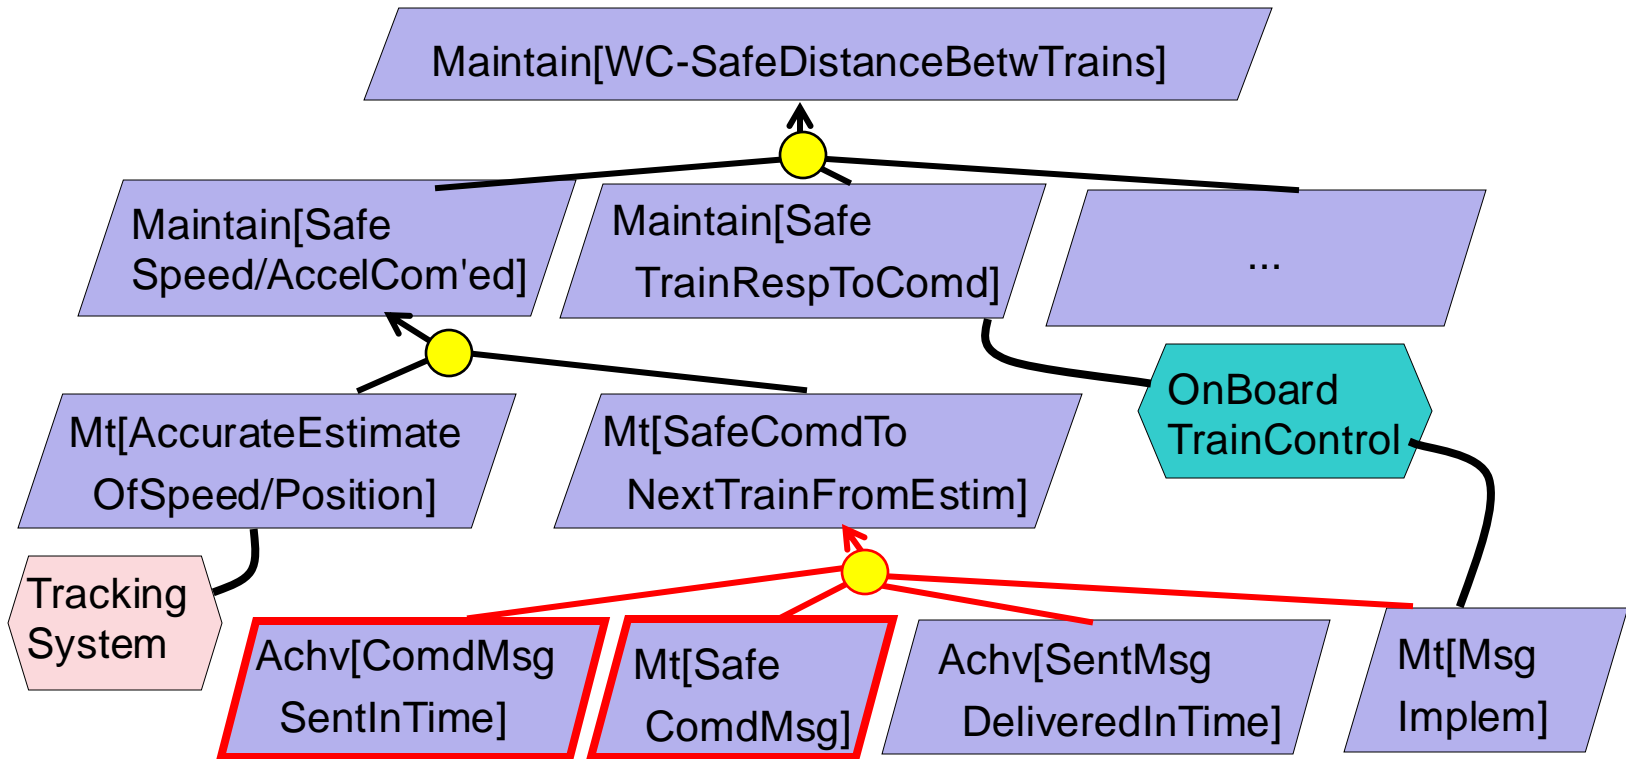 Maintain[WC-SafeDistanceBetwTrains]
Maintain[Safe
Speed/AccelCom'ed]
Maintain[Safe
TrainRespToComd]
...
OnBoard
TrainControl
Mt[AccurateEstimate
OfSpeed/Position]
Mt[SafeComdTo
NextTrainFromEstim]
Tracking
System
Achv[ComdMsg
SentInTime]
Mt[Safe
ComdMsg]
Achv[SentMsg
DeliveredInTime]
Mt[Msg
Implem]